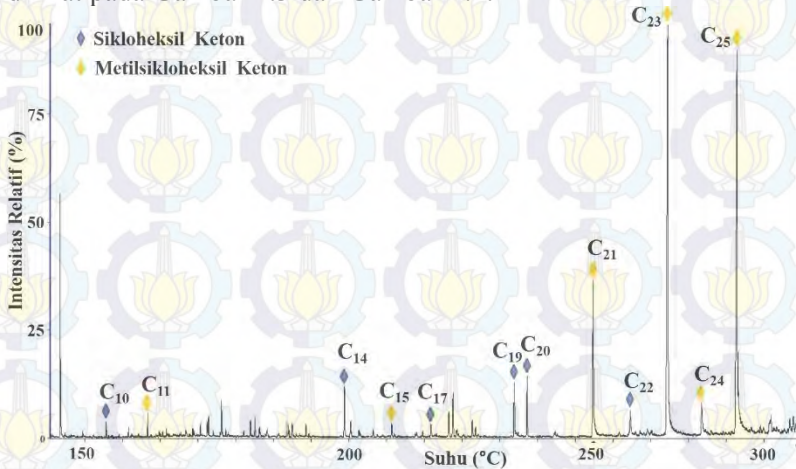 100
75
50
25
0
Intensitas Relatif (%)
Sikloheksil Keton
Metilsikloheksil Keton
C10
C11
C14
C15
C17
C19
C20
C21
C22
C23
C24
C25
150
200
250
300
Suhu (°C)